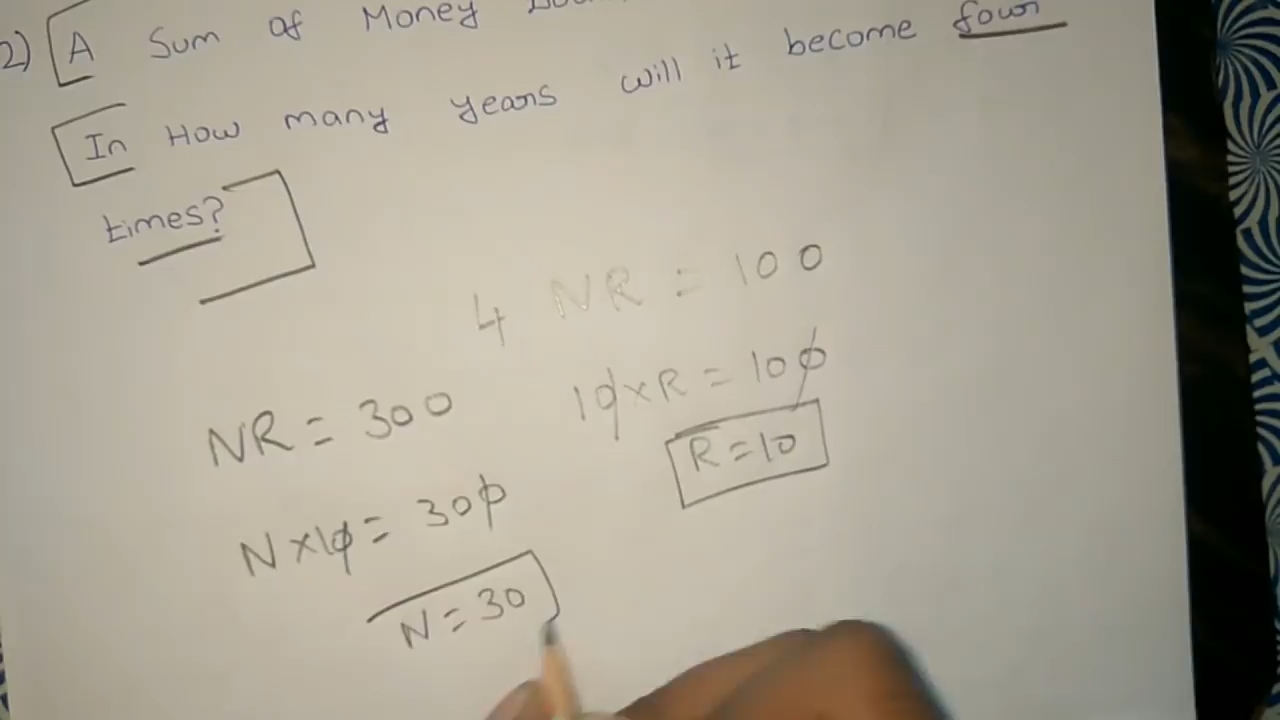 2) A Sum of Money
In How many years will it become four
times?
4 NR = 100
NR = 300
10xR = 100
R = 10
N x 10 = 300
N = 30